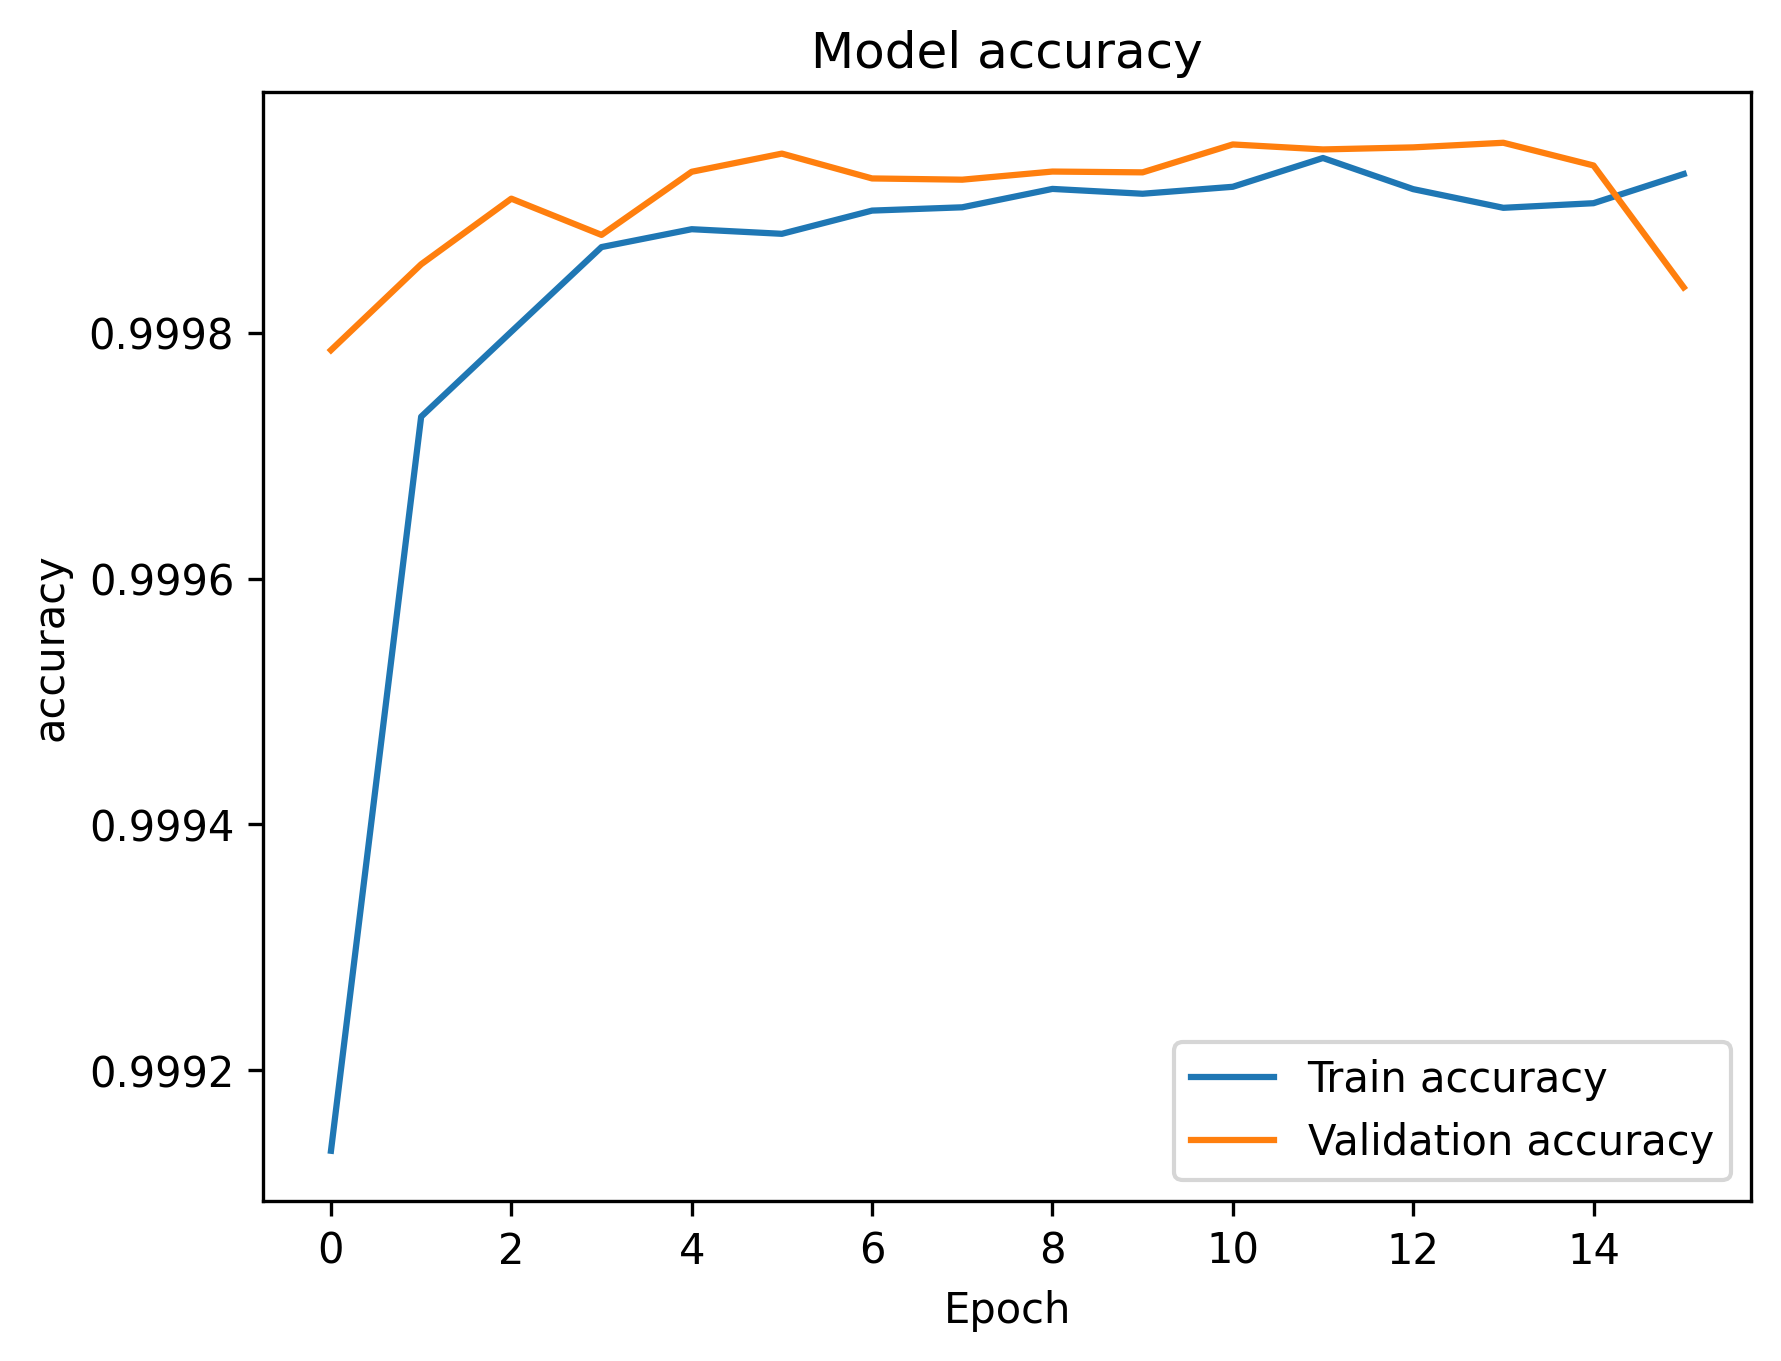 Model accuracy
accuracy
0.9998
0.9996
0.9994
0.9992
Train accuracy
Validation accuracy
0 2 4 6 8 10 12 14
Epoch